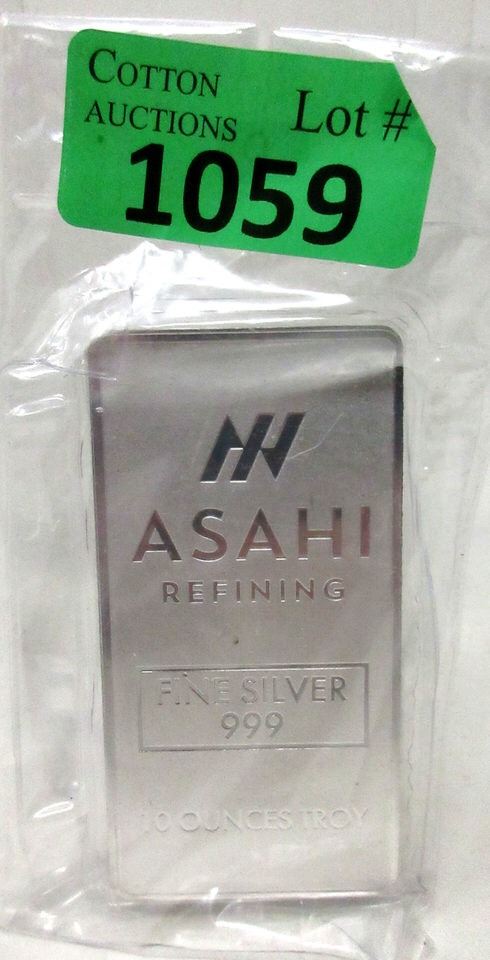 COTTON
AUCTIONS
Lot #
1059
ASAHI
REFINING
FINE SILVER
999
10 OUNCES TROY